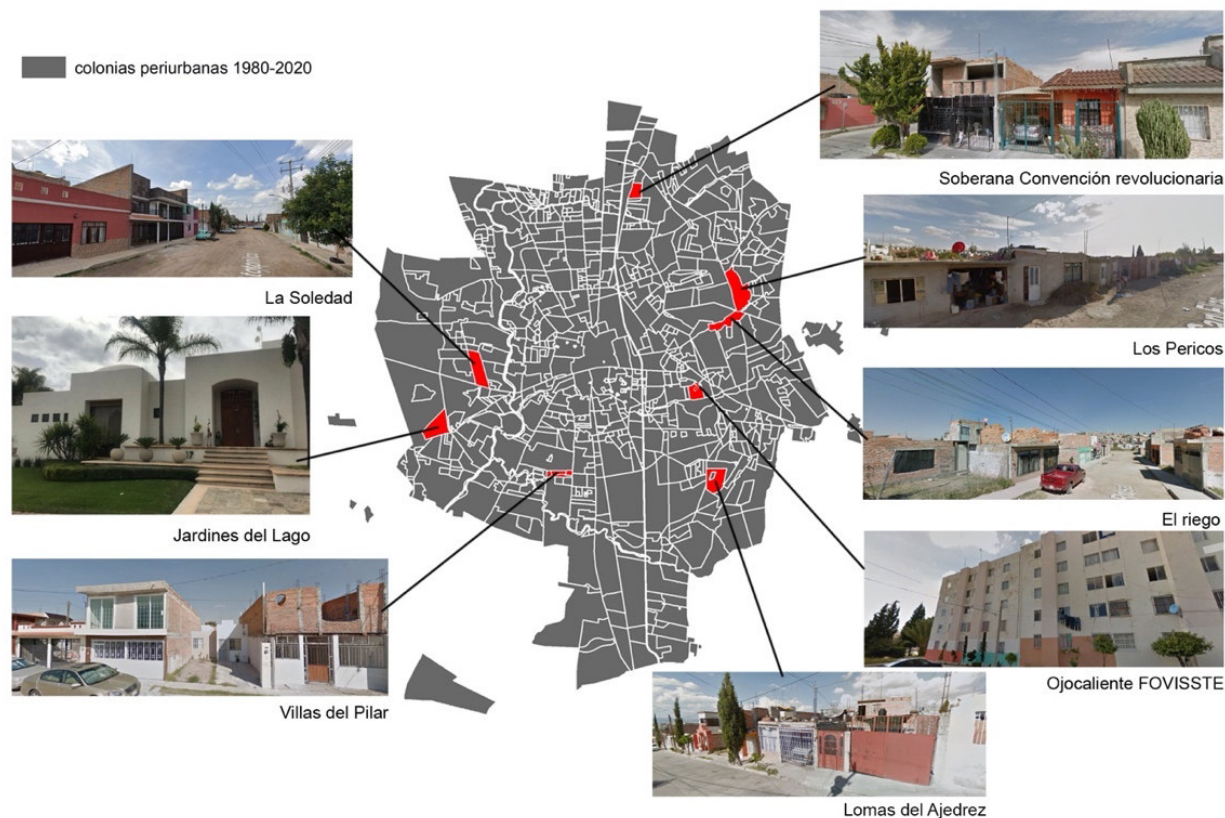 colonias periurbanas 1980-2020
Soberana Convención revolucionaria
La Soledad
Los Pericos
Jardines del Lago
El riego
Villas del Pilar
Ojocaliente FOVISSTE
Lomas del Ajedrez